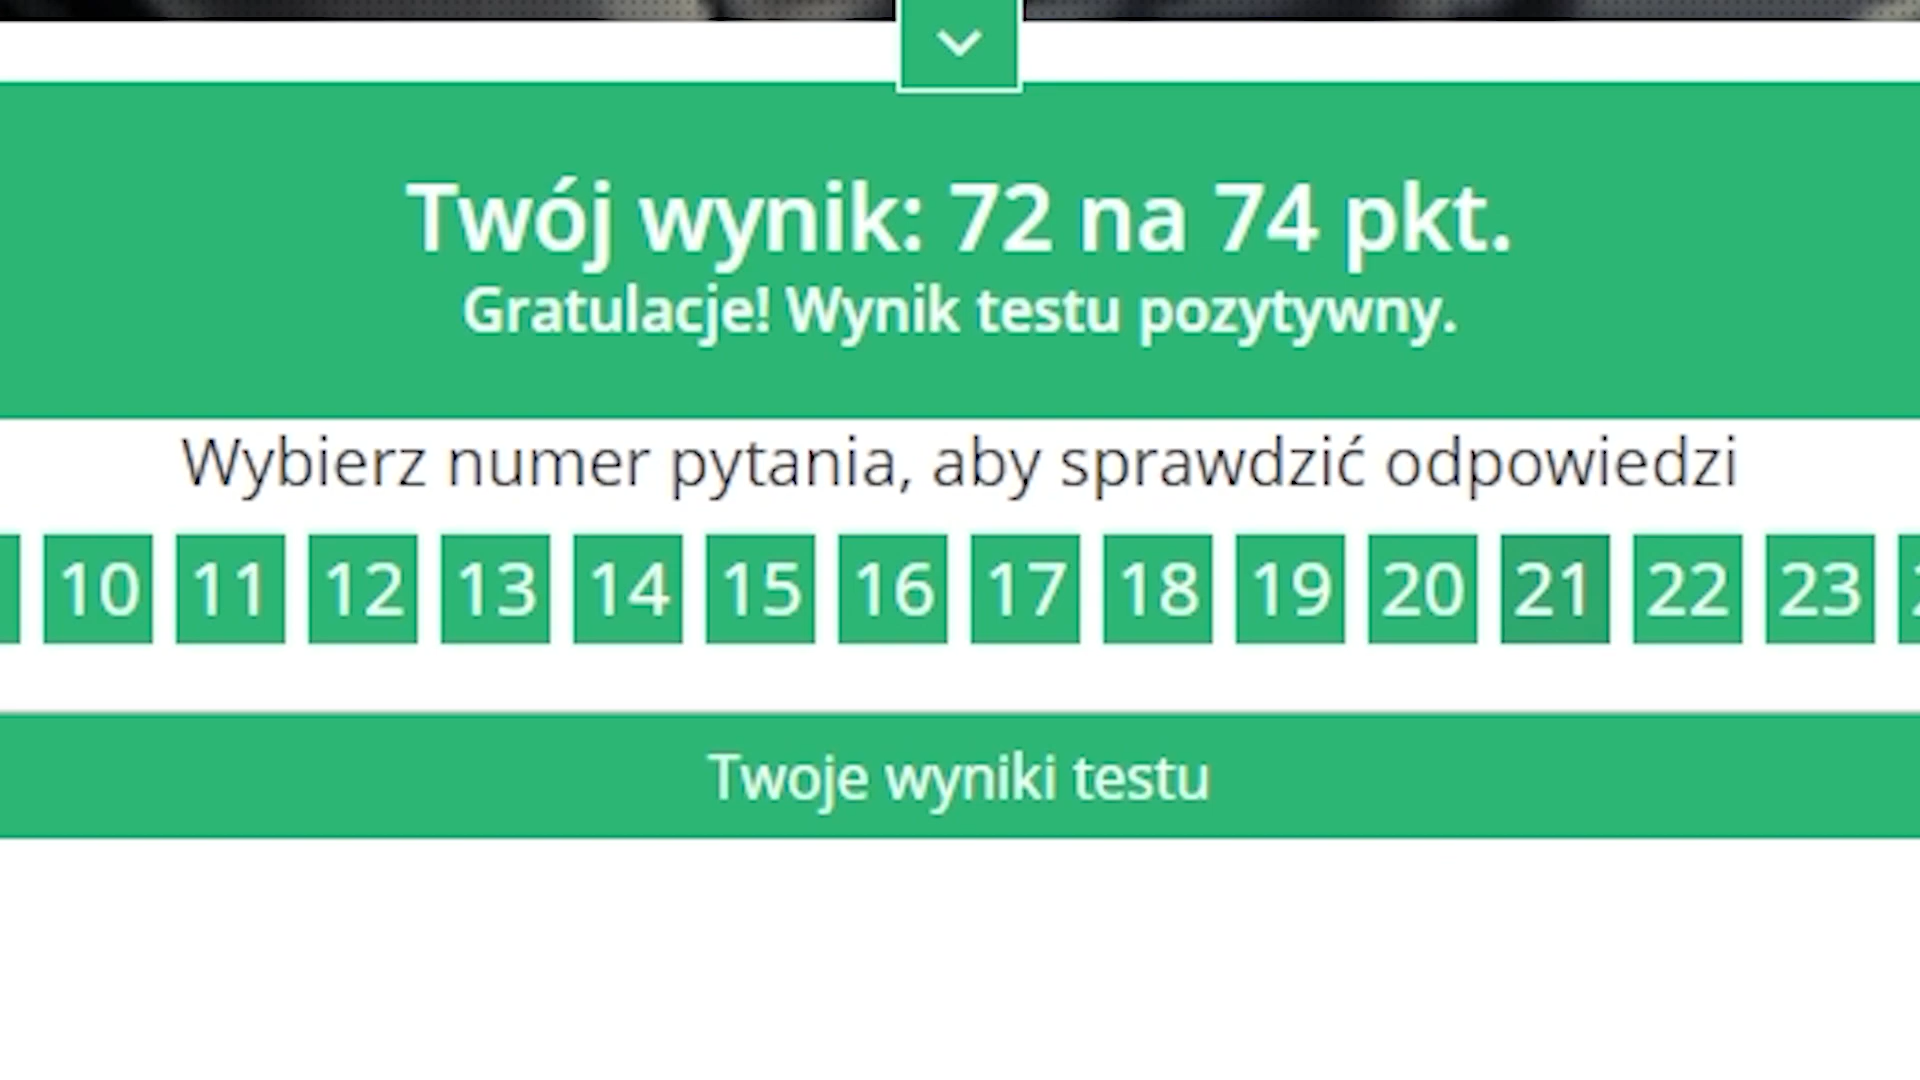 Twój wynik: 72 na 74 pkt.
Gratulacje! Wynik testu pozytywny.
Wybierz numer pytania, aby sprawdzić odpowiedzi
10 11 12 13 14 15 16 17 18 19 20 21 22 23
Twoje wyniki testu